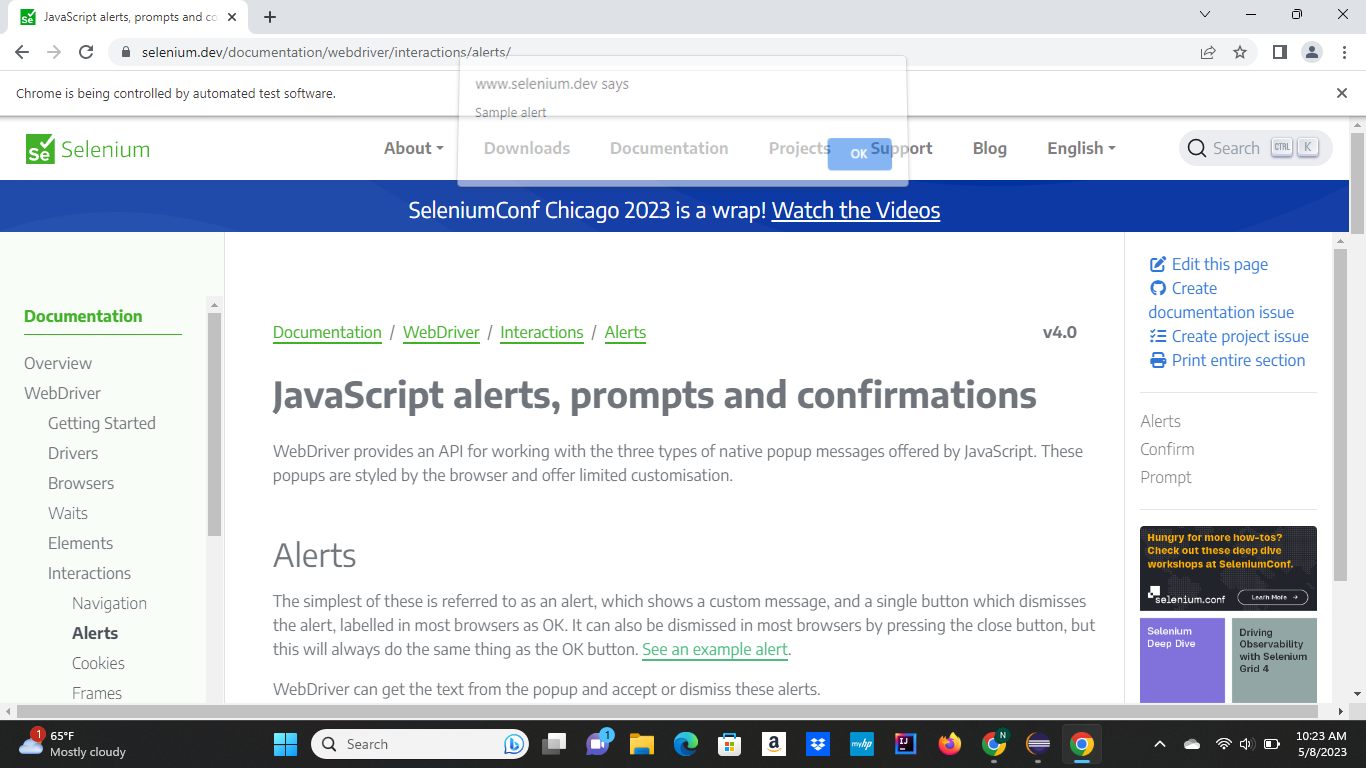 JavaScript alerts, prompts and co
selenium.dev/documentation/webdriver/interactions/alerts/
Chrome is being controlled by automated test software.
www.selenium.dev says
Sample alert
OK
Se Selenium
About Downloads Documentation Projects Support Blog English
Search CTRL K
SeleniumConf Chicago 2023 is a wrap! Watch the Videos
Documentation
Overview
WebDriver
Getting Started
Drivers
Browsers
Waits
Elements
Interactions
Navigation
Alerts
Cookies
Frames
Documentation / WebDriver / Interactions / Alerts
v4.0
JavaScript alerts, prompts and confirmations
WebDriver provides an API for working with the three types of native popup messages offered by JavaScript. These
popups are styled by the browser and offer limited customisation.
Alerts
The simplest of these is referred to as an alert, which shows a custom message, and a single button which dismisses
the alert, labelled in most browsers as OK. It can also be dismissed in most browsers by pressing the close button, but
this will always do the same thing as the OK button. See an example alert.
WebDriver can get the text from the popup and accept or dismiss these alerts.
Edit this page
Create
documentation issue
Create project issue
Print entire section
Alerts
Confirm
Prompt
Hungry for more how-tos?
Check out these deep dive
workshops at SeleniumConf.
selenium.conf
Learn More →
Selenium
Deep Dive
Driving
Observability
with Selenium
Grid 4
1
65°F
Mostly cloudy
Search
1
a
myhp
IJ
N
10:23 AM
5/8/2023